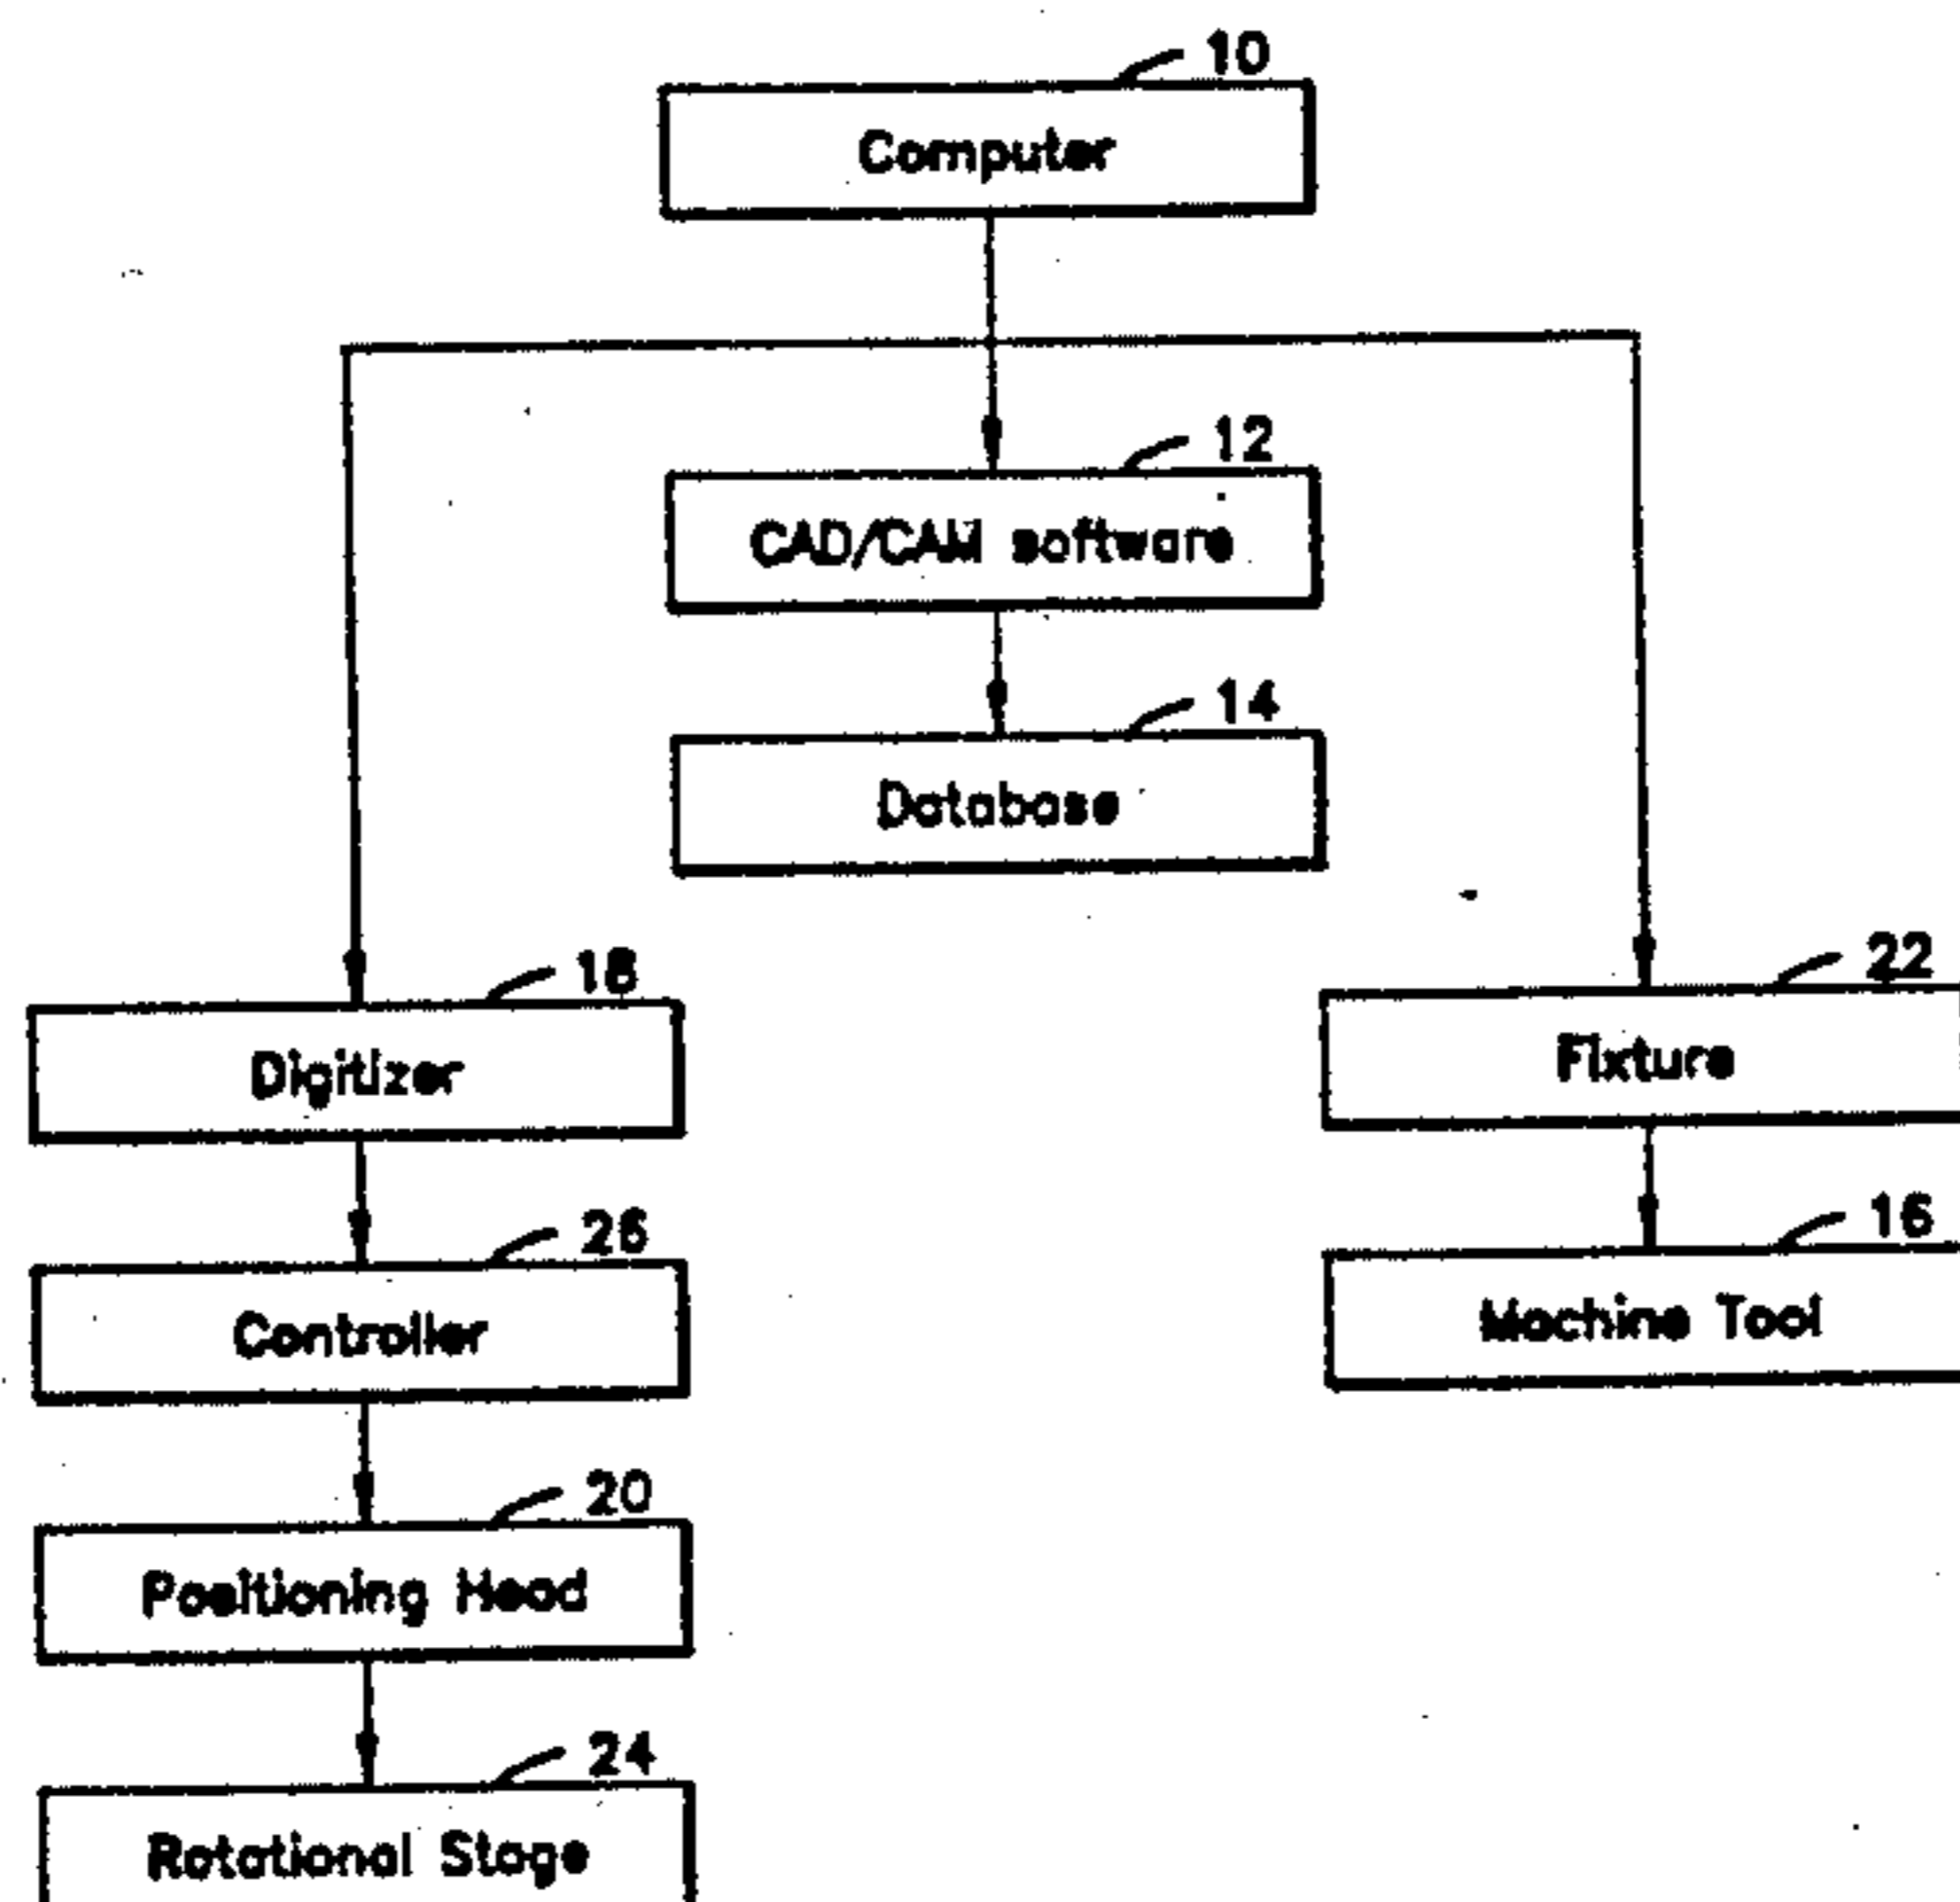 10
Computer
12
CAD/CAM software
14
Database
18
Digitizer
22
Fixture
26
Controller
16
Machine Tool
20
Positioning Head
24
Rotational Stage